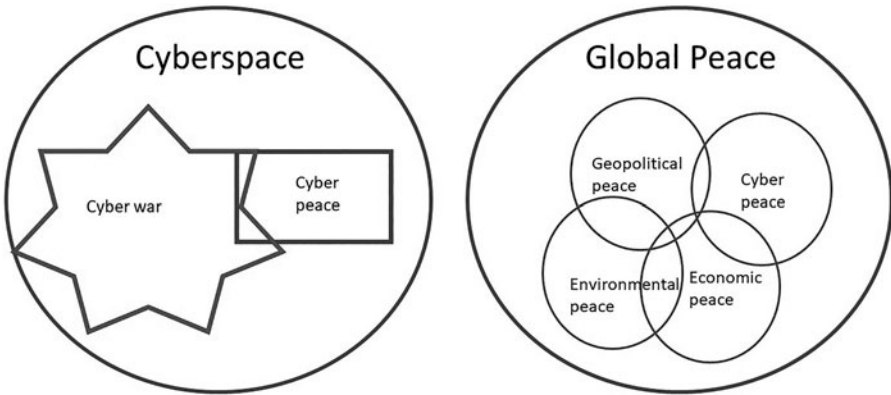 Cyberspace
Cyber war
Cyber
peace
Global Peace
Geopolitical
peace
Cyber
peace
Environmental
peace
Economic
peace